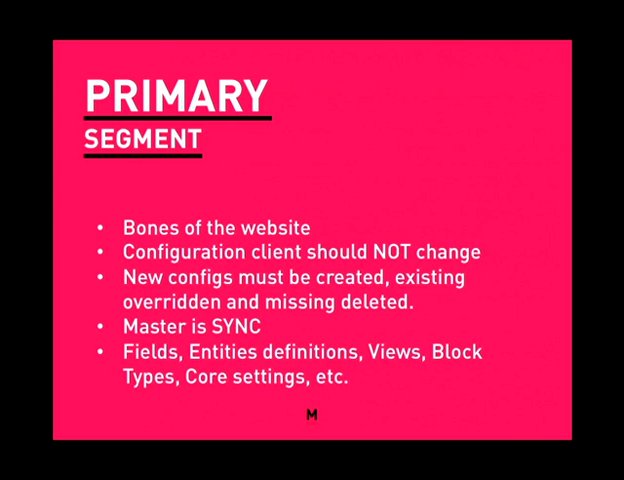 PRIMARY
SEGMENT
• Bones of the website
• Configuration client should NOT change
• New configs must be created, existing
overridden and missing deleted.
• Master is SYNC
• Fields, Entities definitions, Views, Block
Types, Core settings, etc.
M